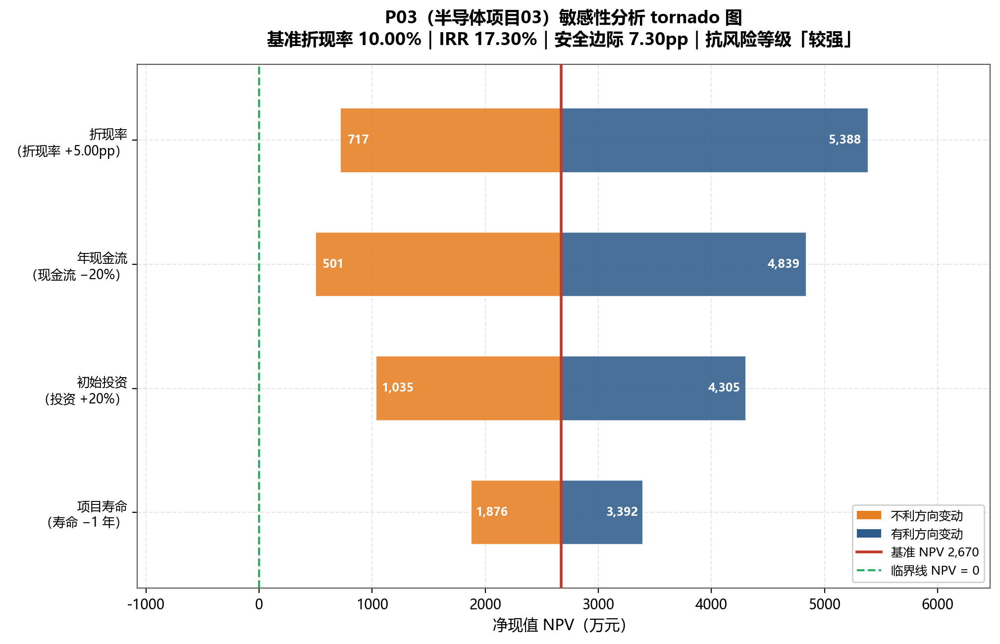 P03（半导体项目03）敏感性分析 tornado 图
基准折现率 10.00% | IRR 17.30% | 安全边际 7.30pp | 抗风险等级「较强」
折现率
（折现率 +5.00pp）
717
5,388
年现金流
（现金流 −20%）
501
4,839
初始投资
（投资 +20%）
1,035
4,305
项目寿命
（寿命 −1 年）
1,876
3,392
不利方向变动
有利方向变动
基准 NPV 2,670
临界线 NPV = 0
-1000
0
1000
2000
3000
4000
5000
6000
净现值 NPV（万元）